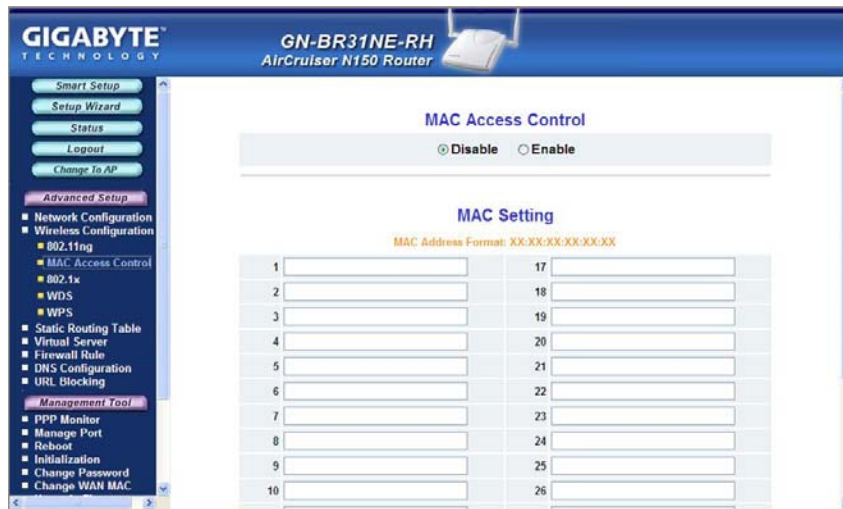 GIGABYTE™
TECHNOLOGY
GN-BR31NE-RH
AirCruiser N150 Router
Smart Setup
Setup Wizard
Status
Logout
Change To AP
Advanced Setup
Network Configuration
Wireless Configuration
802.11ng
MAC Access Control
802.1x
WDS
WPS
Static Routing Table
Virtual Server
Firewall Rule
DNS Configuration
URL Blocking
Management Tool
PPP Monitor
Manage Port
Reboot
Initialization
Change Password
Change WAN MAC
MAC Access Control
Disable Enable
MAC Setting
MAC Address Format: XX:XX:XX:XX:XX:XX
1 17
2 18
3 19
4 20
5 21
6 22
7 23
8 24
9 25
10 26